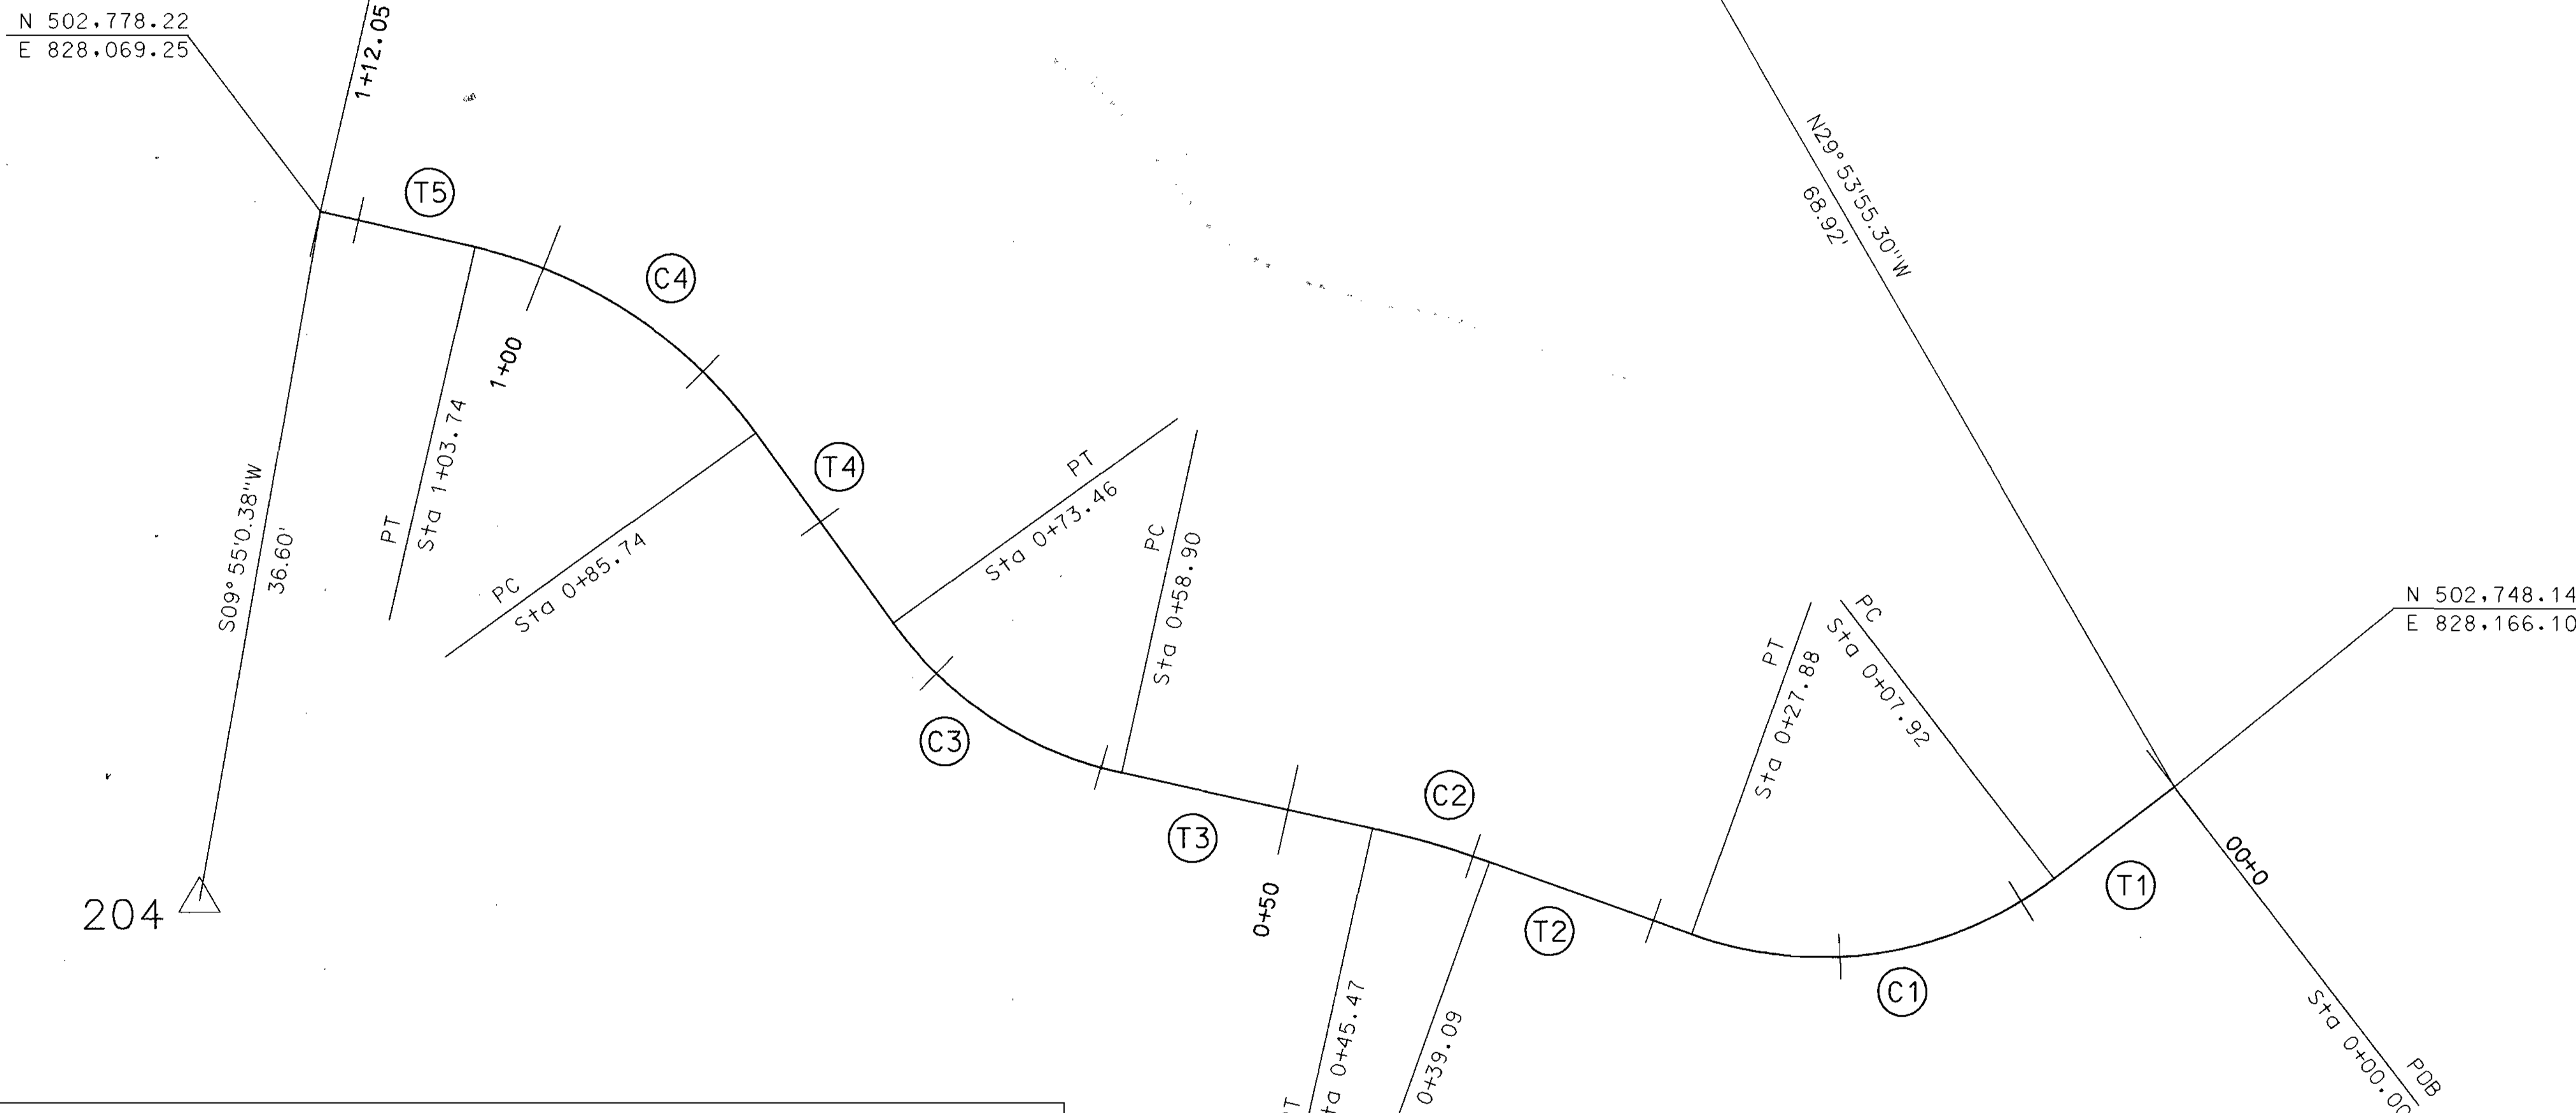 N 502,778.22
E 828,069.25
1+12.05
T5
C4
N29°53'55.30"W
68.92'
1+00
PT
Sta 1+03.74
S09°55'0.38"W
36.60'
PC
Sta 0+85.74
T4
PT
Sta 0+73.46
PC
Sta 0+58.90
C3
T3
C2
0+50
T2
PT
Sta 0+27.88
PC
Sta 0+07.92
C1
T1
N 502,748.14
E 828,166.10
0+00
Sta 0+00.00
POB
204
Sta 0+45.47
0+39.09